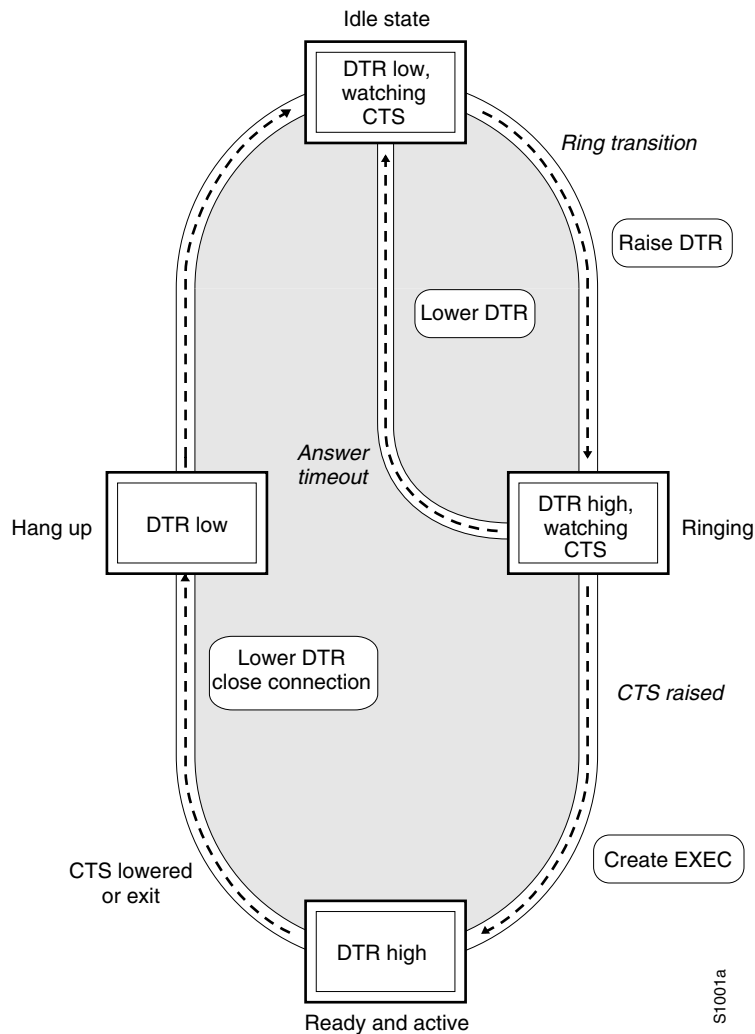 Idle state
DTR low,
watching
CTS
Ring transition
Raise DTR
Lower DTR
Answer
timeout
Hang up
DTR low
DTR high,
watching
CTS
Ringing
Lower DTR
close connection
CTS raised
CTS lowered
or exit
Create EXEC
DTR high
Ready and active
S1001a